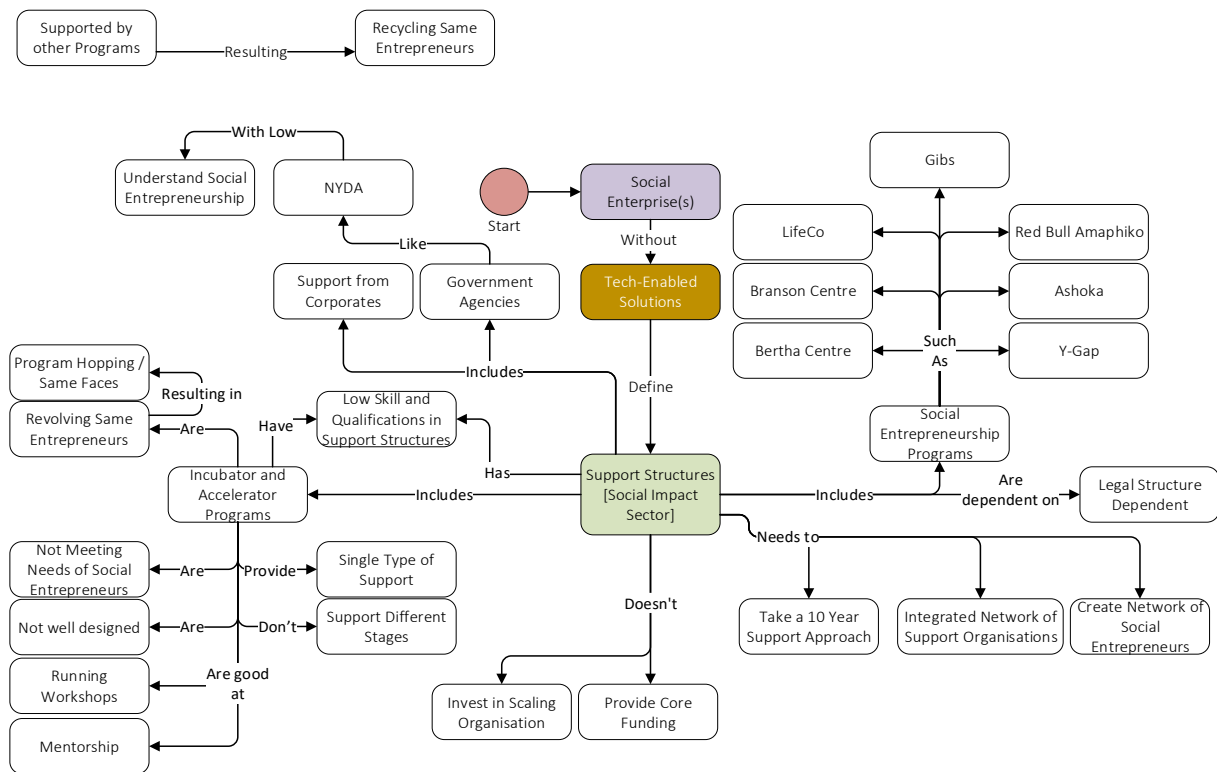 Supported by
other Programs
Resulting
Recycling Same
Entrepreneurs
With Low
Understand Social
Entrepreneurship
NYDA
Start
Social
Enterprise(s)
Without
Tech-Enabled
Solutions
Define
Gibs
LifeCo
Red Bull Amaphiko
Branson Centre
Ashoka
Bertha Centre
Y-Gap
Such
As
Social
Entrepreneurship
Programs
Like
Support from
Corporates
Government
Agencies
Includes
Program Hopping /
Same Faces
Resulting in
Revolving Same
Entrepreneurs
Are
Have
Low Skill and
Qualifications in
Support Structures
Has
Incubator and
Accelerator
Programs
Includes
Support Structures
[Social Impact
Sector]
Includes
Are
dependent on
Legal Structure
Dependent
Needs to
Not Meeting
Needs of Social
Entrepreneurs
Are
Provide
Single Type of
Support
Not well designed
Are
Don’t
Support Different
Stages
Running
Workshops
Are good
at
Mentorship
Doesn't
Invest in Scaling
Organisation
Provide Core
Funding
Take a 10 Year
Support Approach
Integrated Network of
Support Organisations
Create Network of
Social
Entrepreneurs